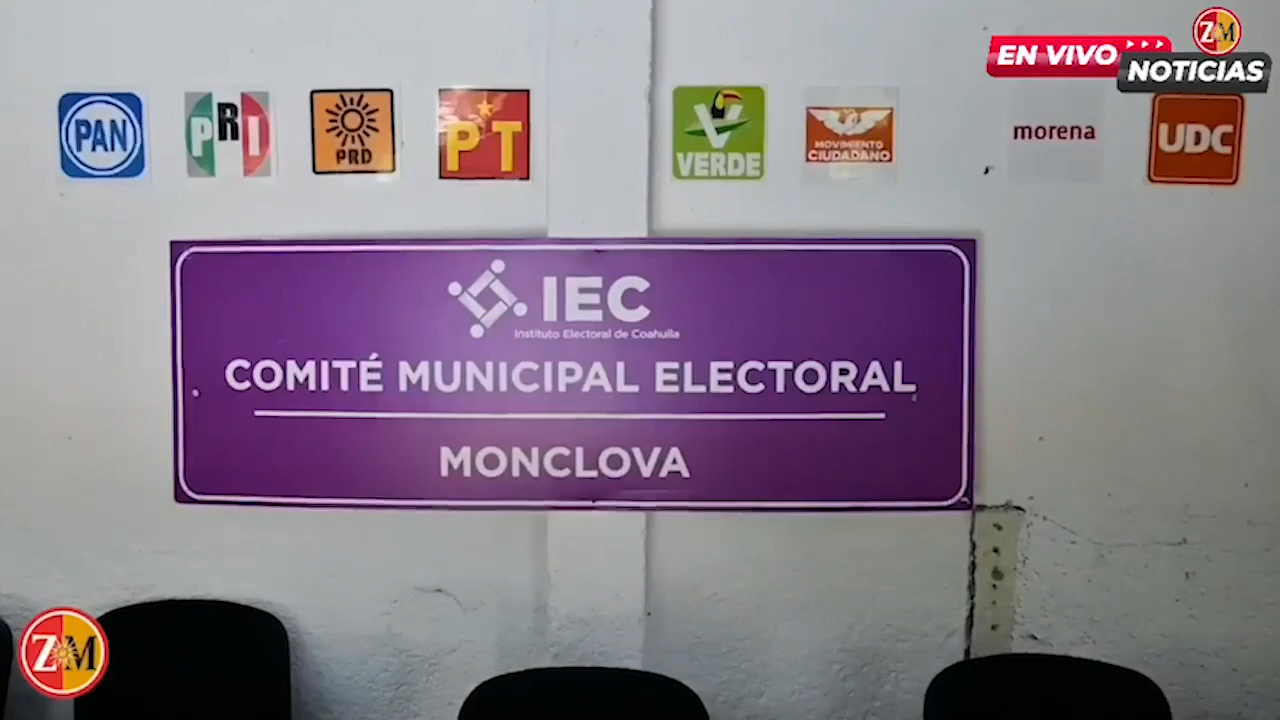 ZM
EN VIVO
NOTICIAS
PAN
PRI
PRD
PT
VERDE
MOVIMIENTO
CIUDADANO
morena
UDC
IEC
Instituto Electoral de Coahuila
COMITÉ MUNICIPAL ELECTORAL
MONCLOVA
ZM